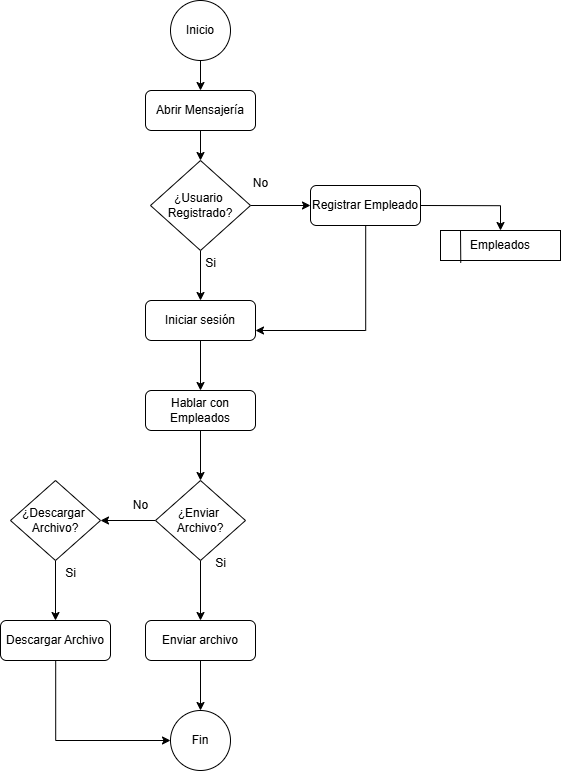 Inicio
Abrir Mensajería
¿Usuario
Registrado?
No
Registrar Empleado
Empleados
Si
Iniciar sesión
Hablar con
Empleados
¿Descargar
Archivo?
No
¿Enviar
Archivo?
Si
Si
Descargar Archivo
Enviar archivo
Fin